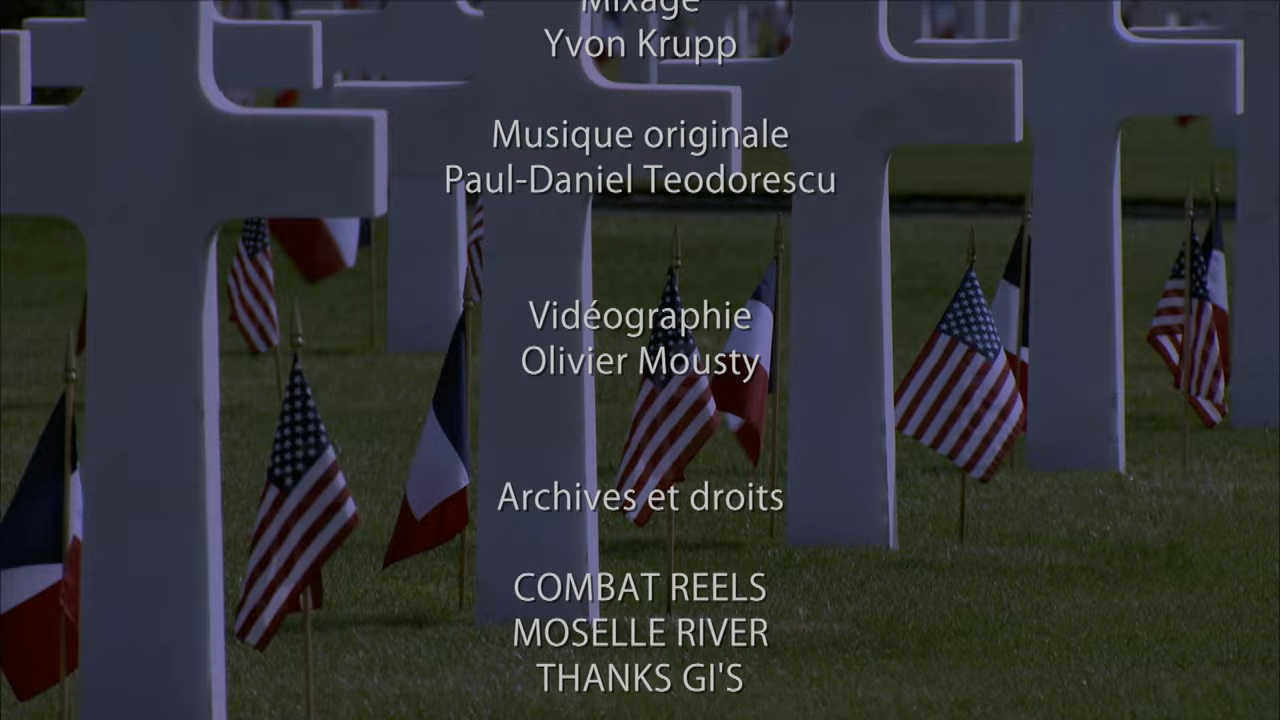 Mixage
Yvon Krupp
Musique originale
Paul-Daniel Teodorescu
Vidéographie
Olivier Mousty
Archives et droits
COMBAT REELS
MOSELLE RIVER
THANKS GI'S